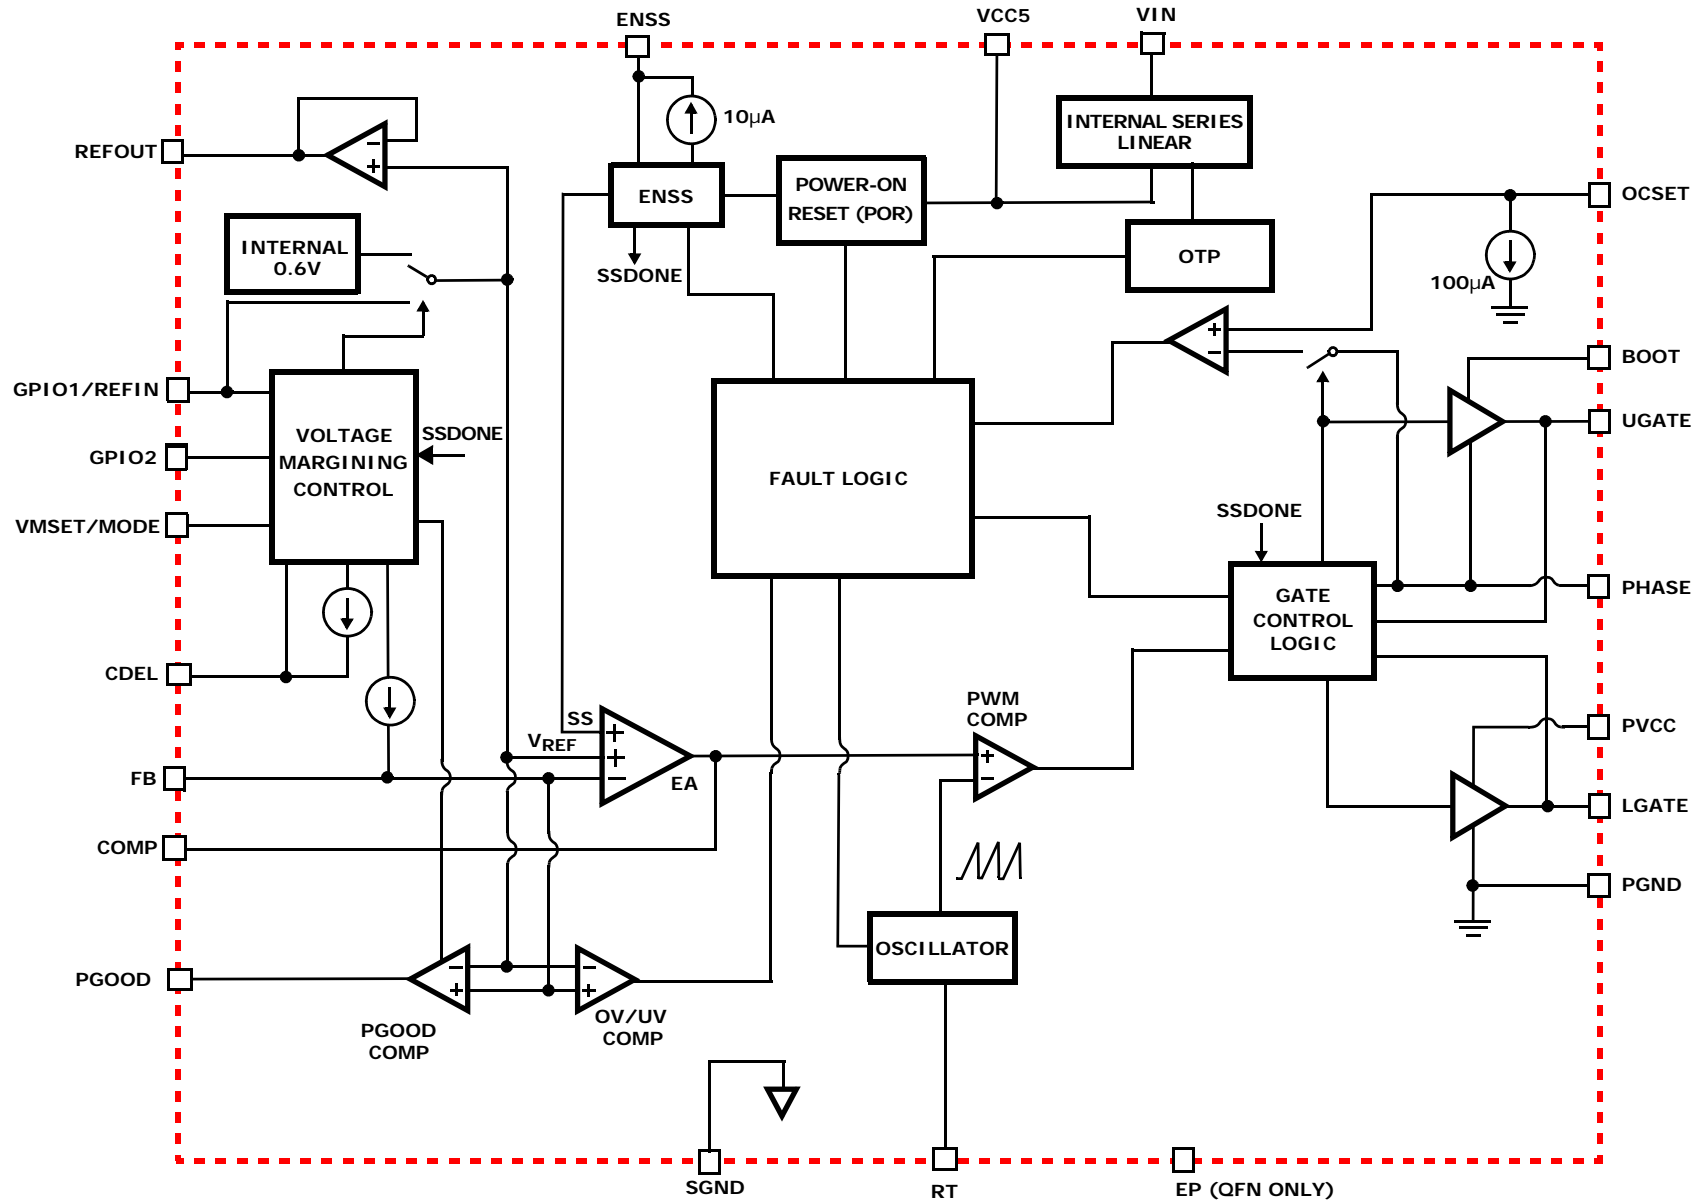 ENSS
VCC5
VIN
10µA
INTERNAL SERIES
LINEAR
REFOUT
−
+
ENSS
POWER-ON
RESET (POR)
OCSET
INTERNAL
0.6V
SSDONE
OTP
100µA
+
−
BOOT
GPIO1/REFIN
UGATE
VOLTAGE
MARGINING
CONTROL
SSDONE
GPIO2
FAULT LOGIC
VMSET/MODE
SSDONE
GATE
CONTROL
LOGIC
PHASE
CDEL
PWM
COMP
SS
+
VREF
+
−
EA
+
−
PVCC
FB
LGATE
COMP
PGND
OSCILLATOR
PGOOD
−
+
−
+
PGOOD
COMP
OV/UV
COMP
SGND
RT
EP (QFN ONLY)